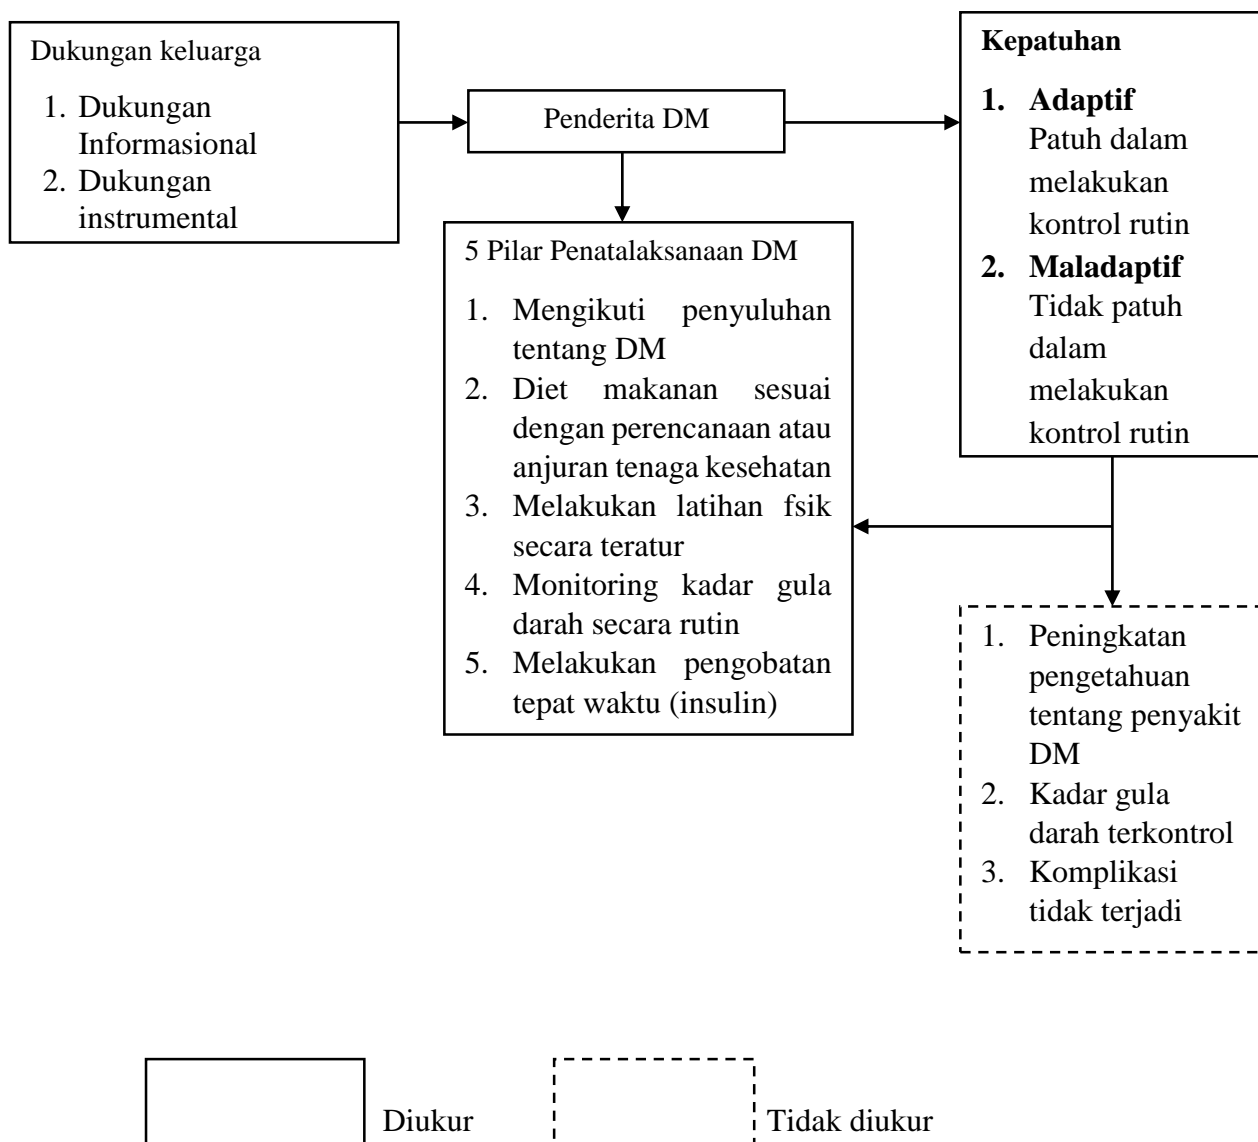 Dukungan keluarga
1. Dukungan
Informasional
2. Dukungan
instrumental
Penderita DM
Kepatuhan
1. Adaptif
Patuh dalam
melakukan
kontrol rutin
2. Maladaptif
Tidak patuh
dalam
melakukan
kontrol rutin
5 Pilar Penatalaksanaan DM
1. Mengikuti penyuluhan
tentang DM
2. Diet makanan sesuai
dengan perencanaan atau
anjuran tenaga kesehatan
3. Melakukan latihan fsik
secara teratur
4. Monitoring kadar gula
darah secara rutin
5. Melakukan pengobatan
tepat waktu (insulin)
1. Peningkatan
pengetahuan
tentang penyakit
DM
2. Kadar gula
darah terkontrol
3. Komplikasi
tidak terjadi
Diukur
Tidak diukur